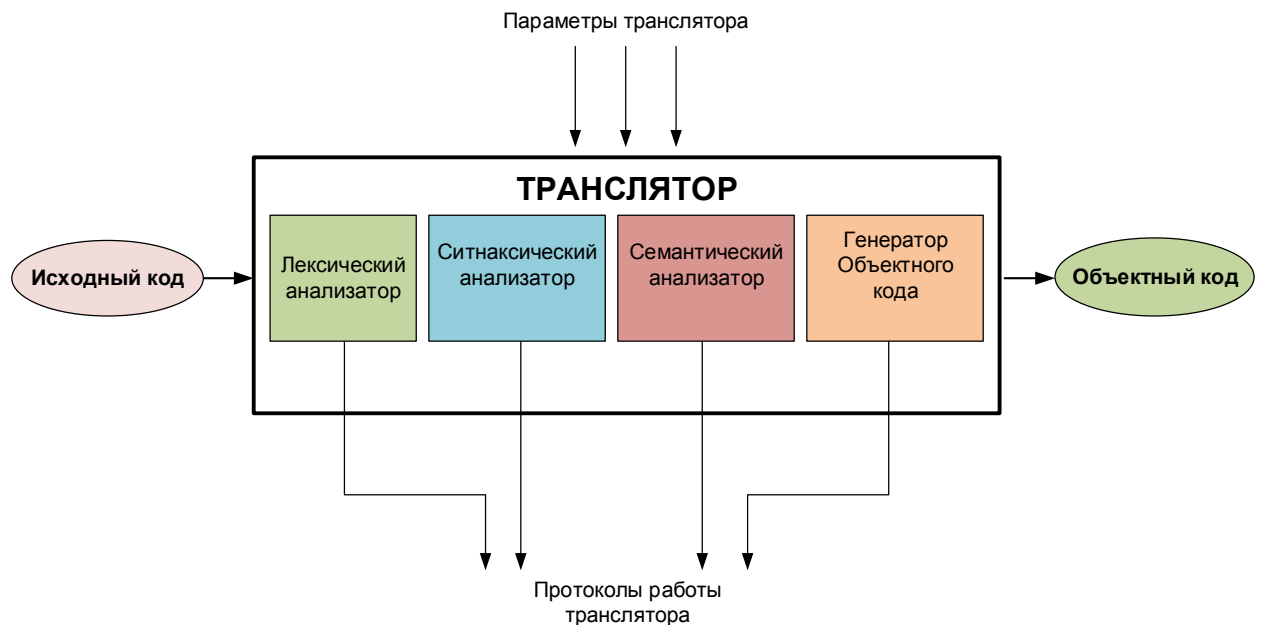 Параметры транслятора
ТРАНСЛЯТОР
Исходный код
Лексический
анализатор
Ситнаксический
анализатор
Семантический
анализатор
Генератор
Объектного
кода
Объектный код
Протоколы работы
транслятора